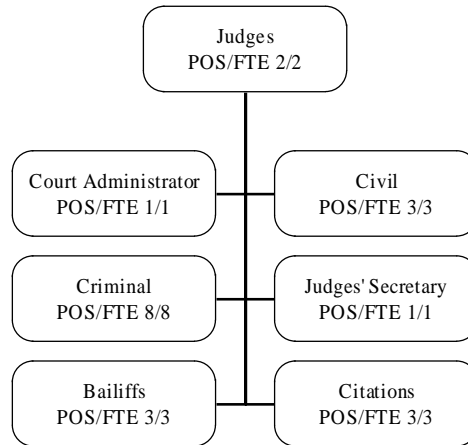 Judges
POS/FTE 2/2
Court Administrator
POS/FTE 1/1
Civil
POS/FTE 3/3
Criminal
POS/FTE 8/8
Judges' Secretary
POS/FTE 1/1
Bailiffs
POS/FTE 3/3
Citations
POS/FTE 3/3